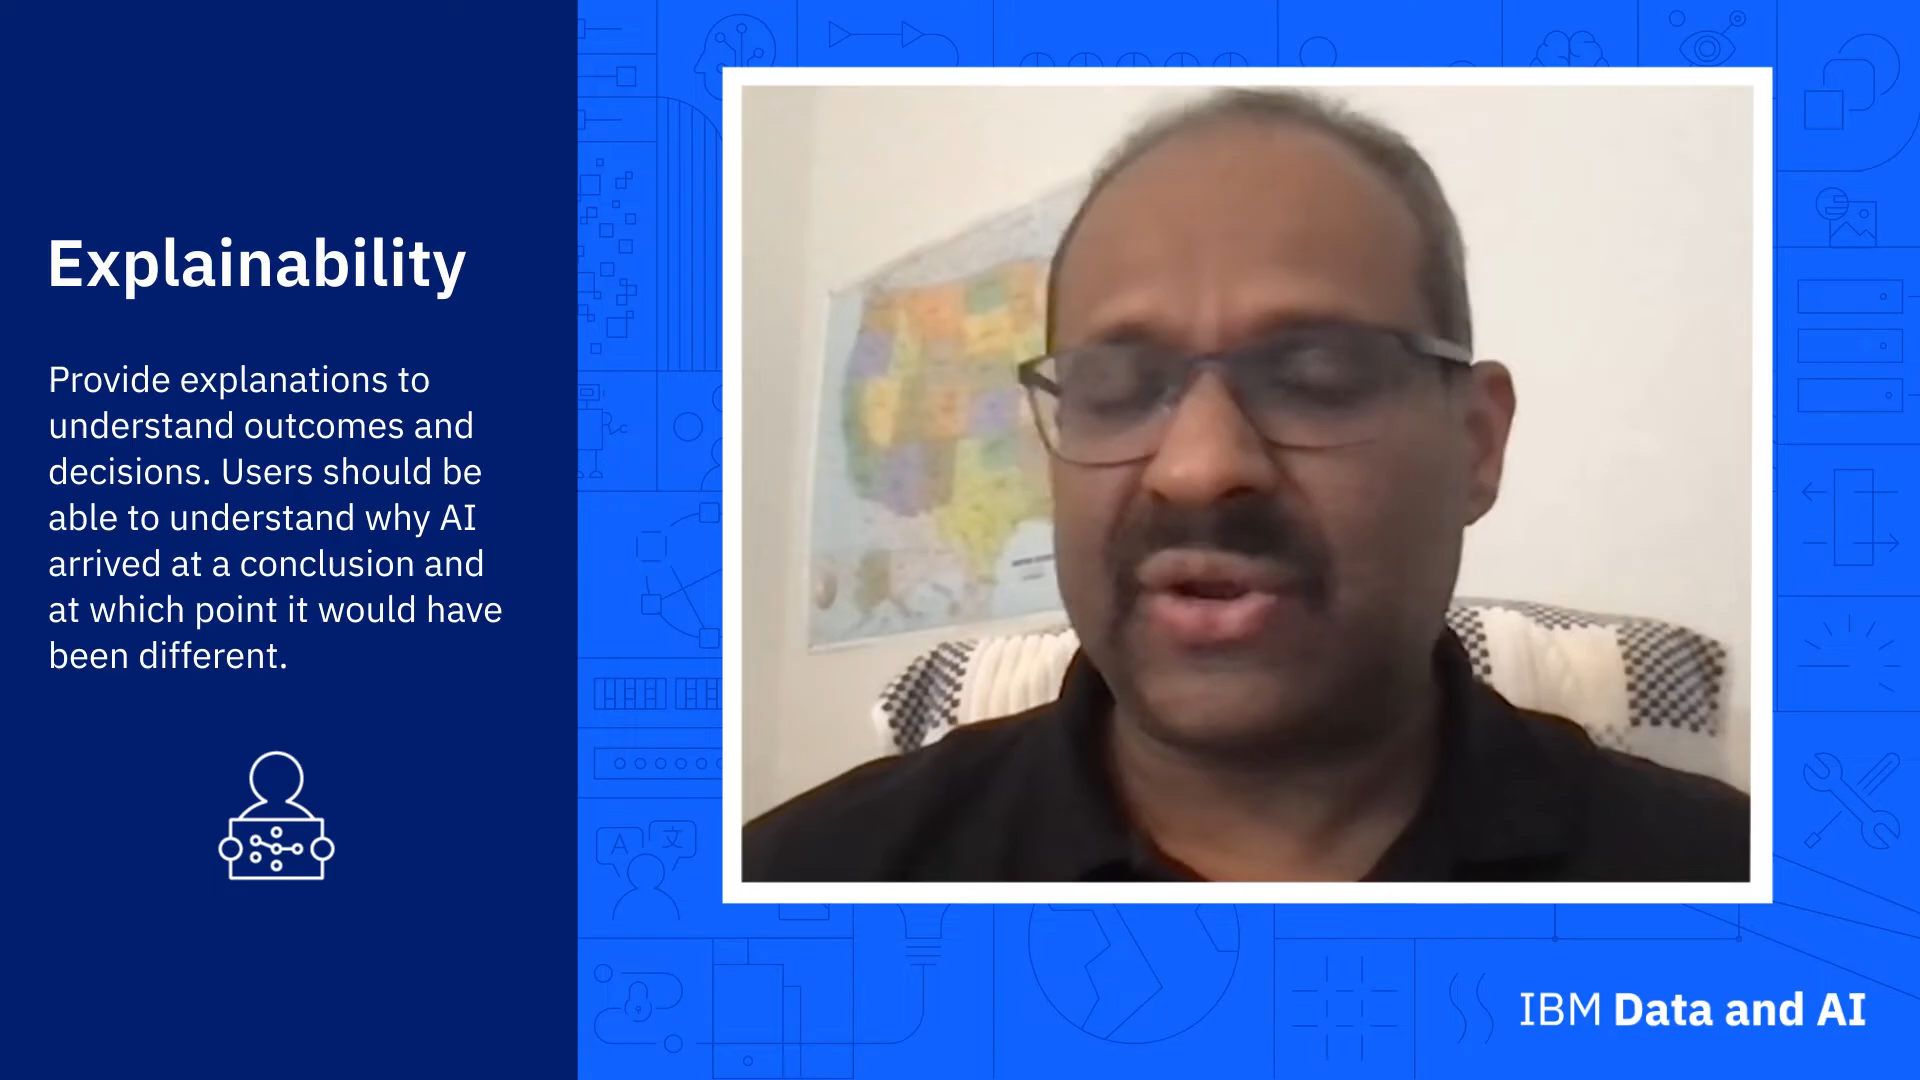 Explainability
Provide explanations to
understand outcomes and
decisions. Users should be
able to understand why AI
arrived at a conclusion and
at which point it would have
been different.
A 文
IBM Data and AI